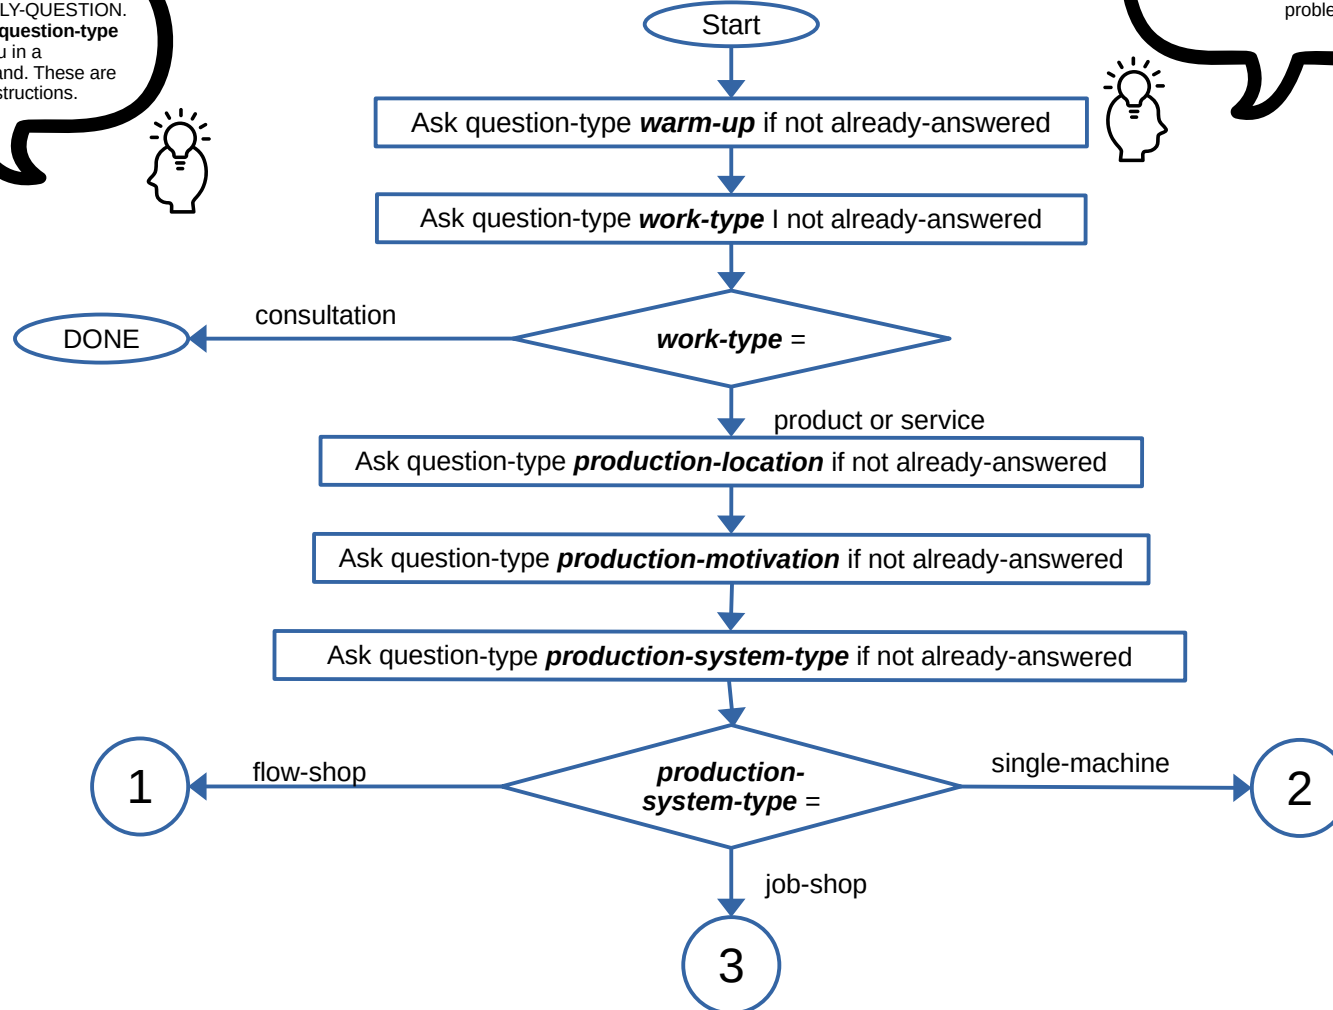 LY-QUESTION.
question-type
u in a
and. These are
structions.
proble
Start
Ask question-type warm-up if not already-answered
Ask question-type work-type I not already-answered
consultation
DONE
work-type =
product or service
Ask question-type production-location if not already-answered
Ask question-type production-motivation if not already-answered
Ask question-type production-system-type if not already-answered
1
flow-shop
production-
system-type =
single-machine
2
job-shop
3